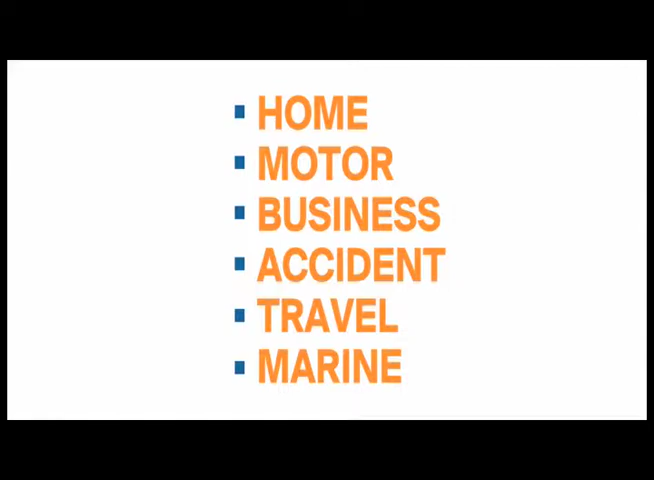 HOME
MOTOR
BUSINESS
ACCIDENT
TRAVEL
MARINE